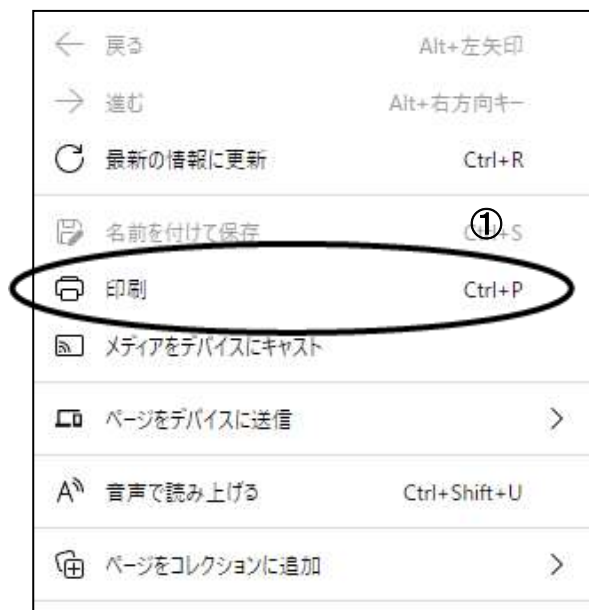 戻る Alt+左矢印
進む Alt+右方向キー
最新の情報に更新 Ctrl+R
①
名前を付けて保存 Ctrl+S
印刷 Ctrl+P
メディアをデバイスにキャスト
ページをデバイスに送信
音声で読み上げる Ctrl+Shift+U
ページをコレクションに追加